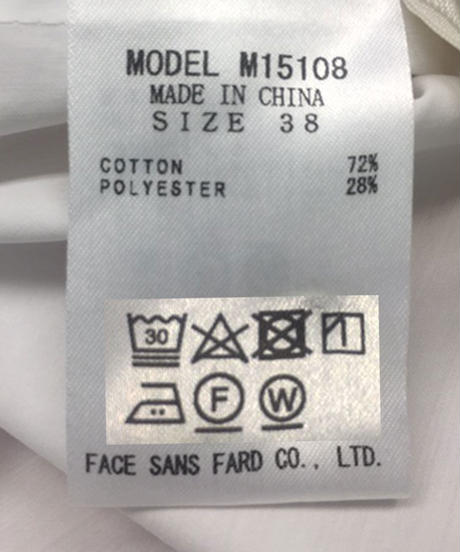 MODEL M15108
MADE IN CHINA
SIZE 38
COTTON 72%
POLYESTER 28%
30
F W
FACE SANS FARD CO., LTD.